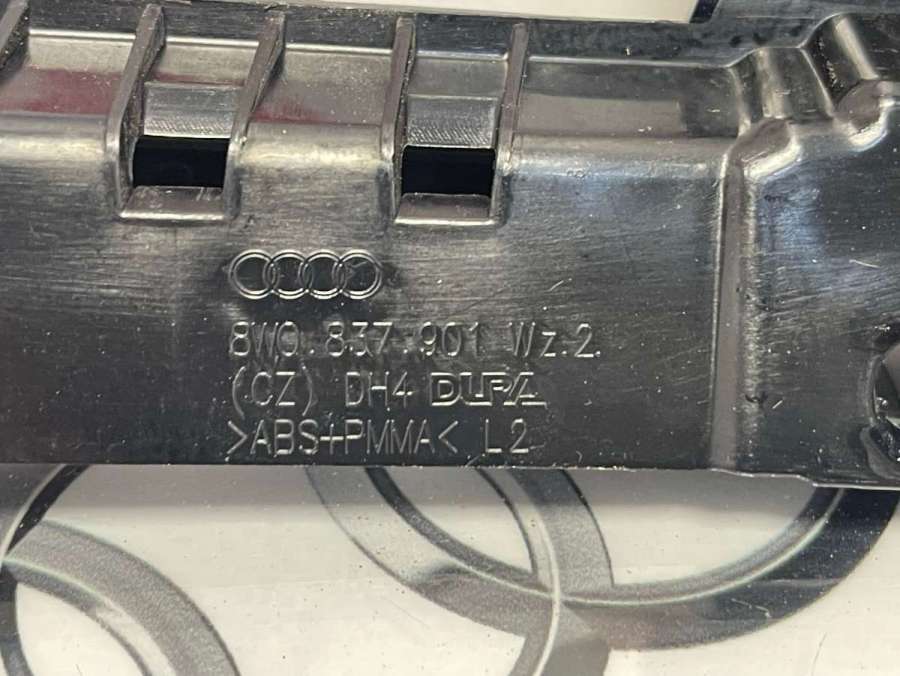 8W0.837.901 Wz.2.
(CZ) DH4 DURA
>ABS+PMMA< L2